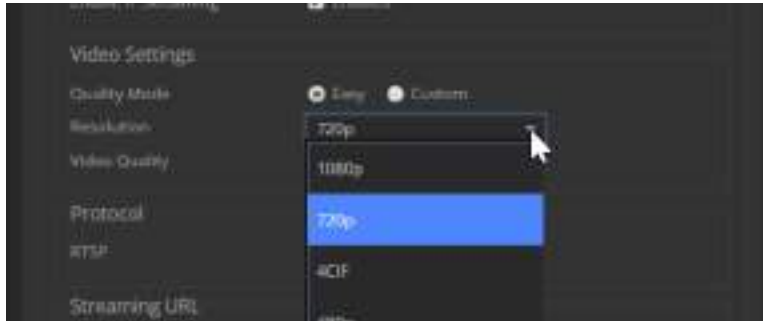 Video Settings
Quality Mode Easy Custom
Resolution 720p
1080p
Video Quality
720p
Protocol
4CIF
RTSP
Streaming URL